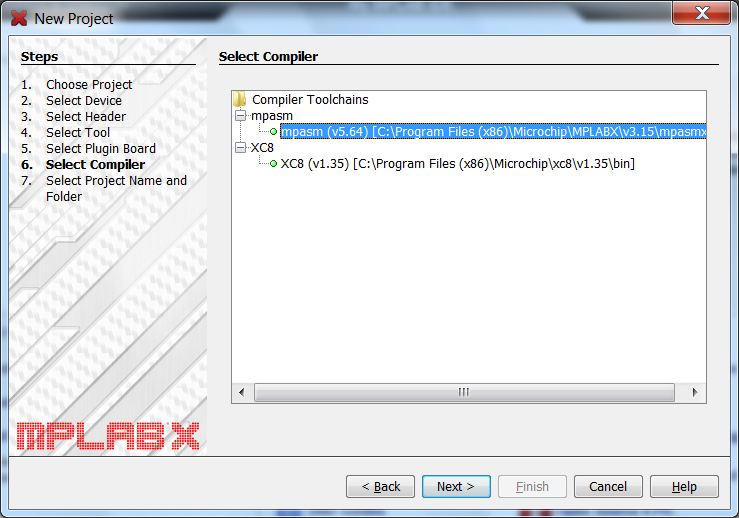 New Project
Steps
1. Choose Project
2. Select Device
3. Select Header
4. Select Tool
5. Select Plugin Board
6. Select Compiler
7. Select Project Name and
Folder
MPLAB X
Select Compiler
Compiler Toolchains
mpasm
mpasm (v5.64) [C:\Program Files (x86)\Microchip\MPLABX\v3.15\mpasmx
XC8
XC8 (v1.35) [C:\Program Files (x86)\Microchip\xc8\v1.35\bin]
< Back
Next >
Finish
Cancel
Help